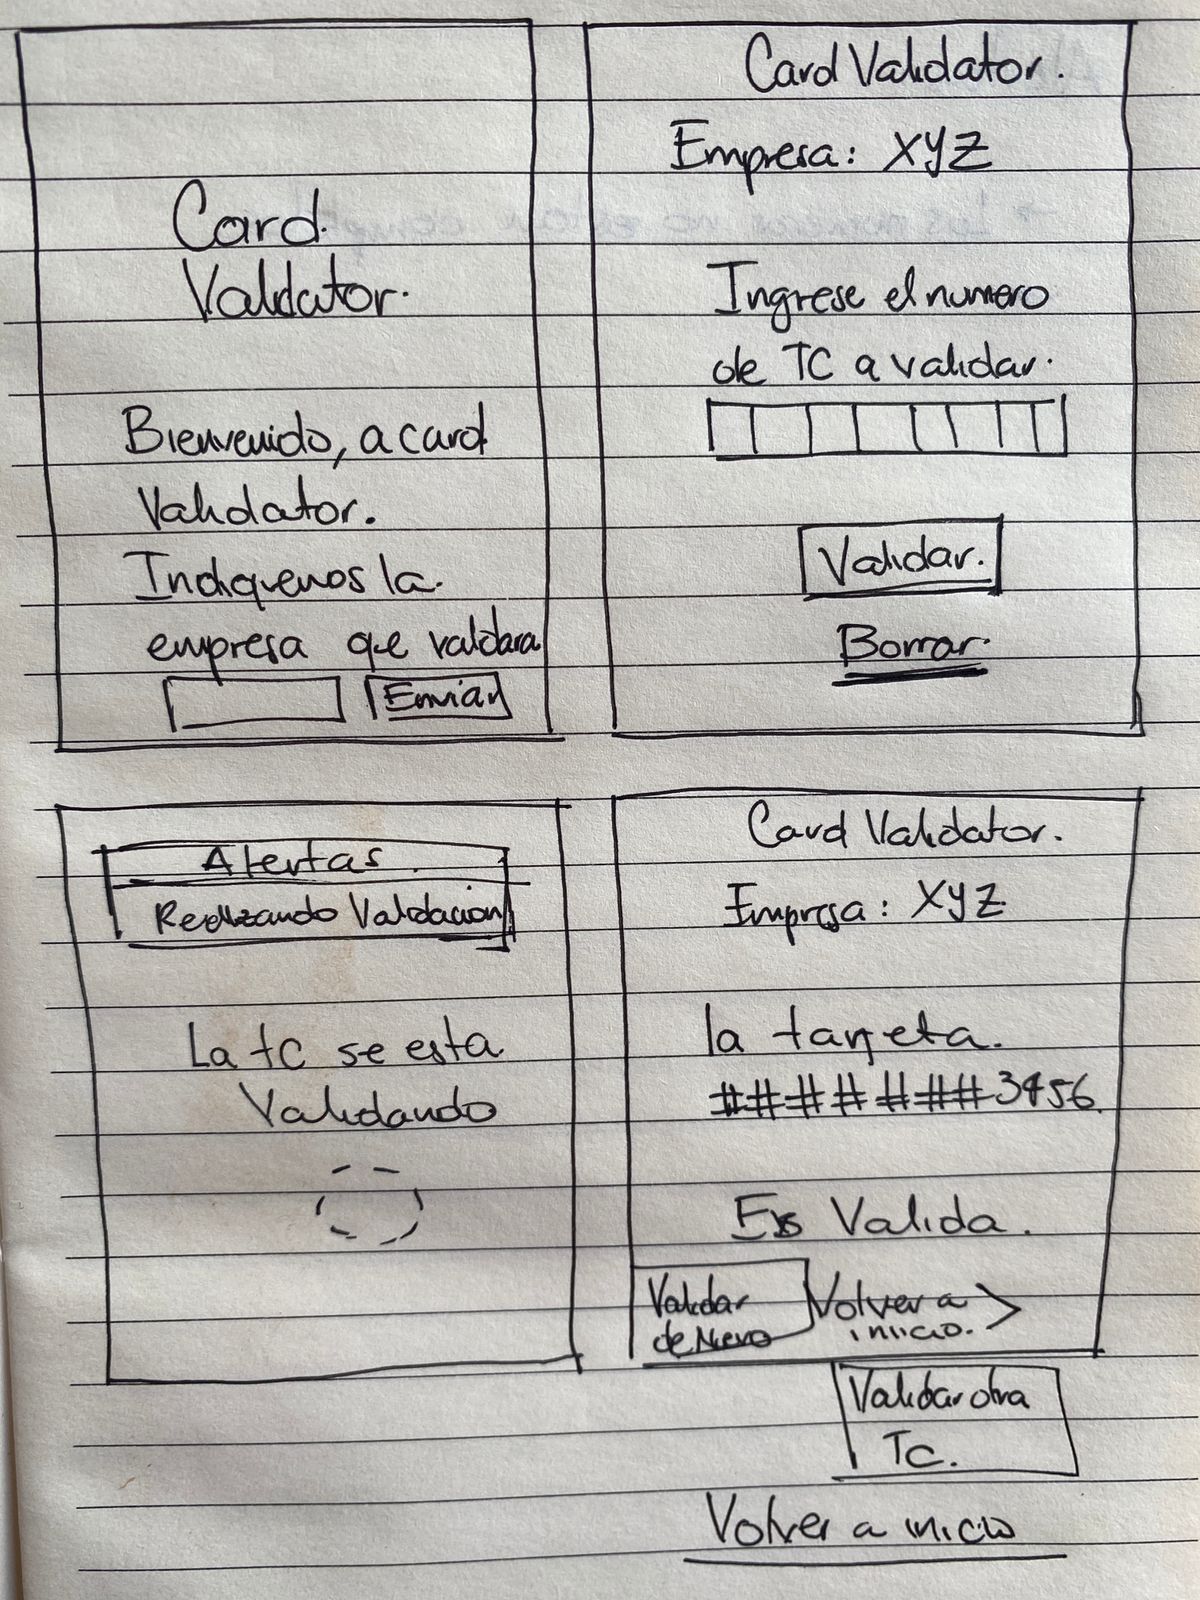 Card
Validator.
Bienvenido, a card
Validator.
Indiquenos la
empresa que validara
Enviar
Card Validator.
Empresa: XYZ
Ingrese el numero
de TC a validar.
Validar.
Borrar.
Alertas.
Realizando Validacion
La tc se esta
Validando
Card Validator.
Empresa: XYZ
la tarjeta.
########3456.
Es Valida.
Validar
de Nuevo
Volver a >
inicio.
Validar otra
TC.
Volver a inicio